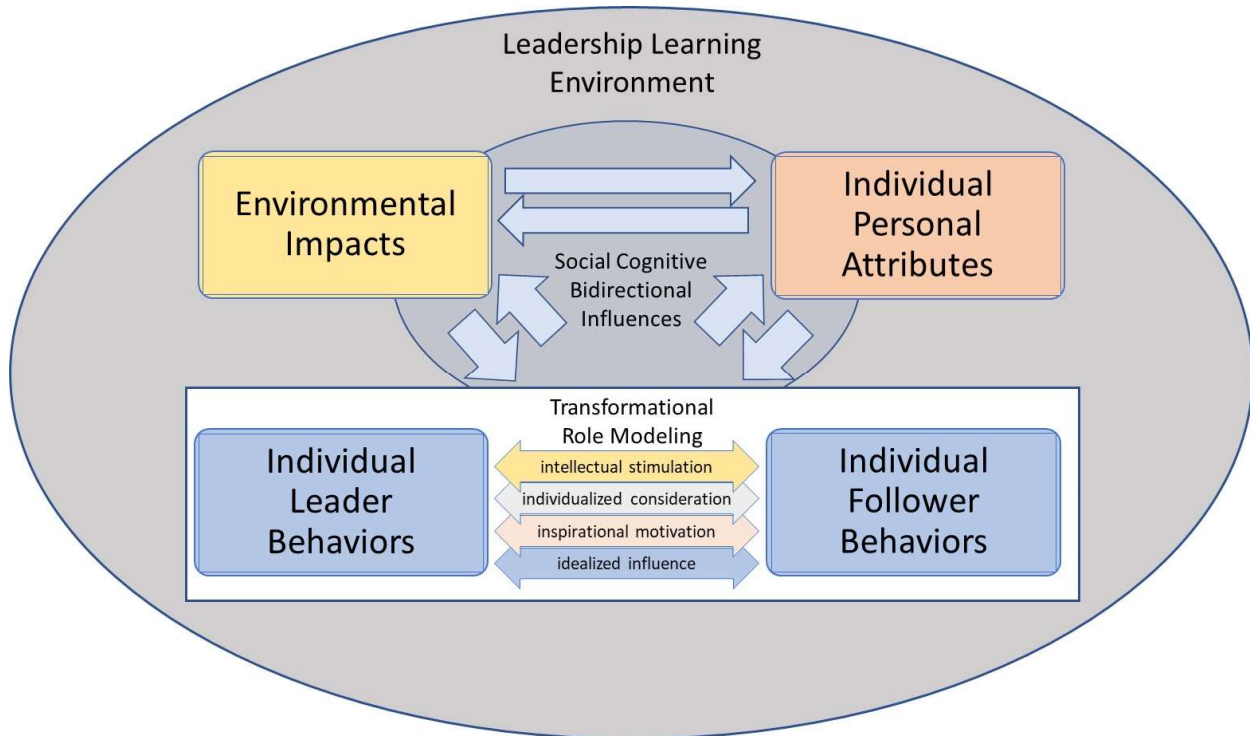 Leadership Learning
Environment
Environmental
Impacts
Individual
Personal
Attributes
Social Cognitive
Bidirectional
Influences
Transformational
Role Modeling
Individual
Leader
Behaviors
intellectual stimulation
individualized consideration
inspirational motivation
idealized influence
Individual
Follower
Behaviors